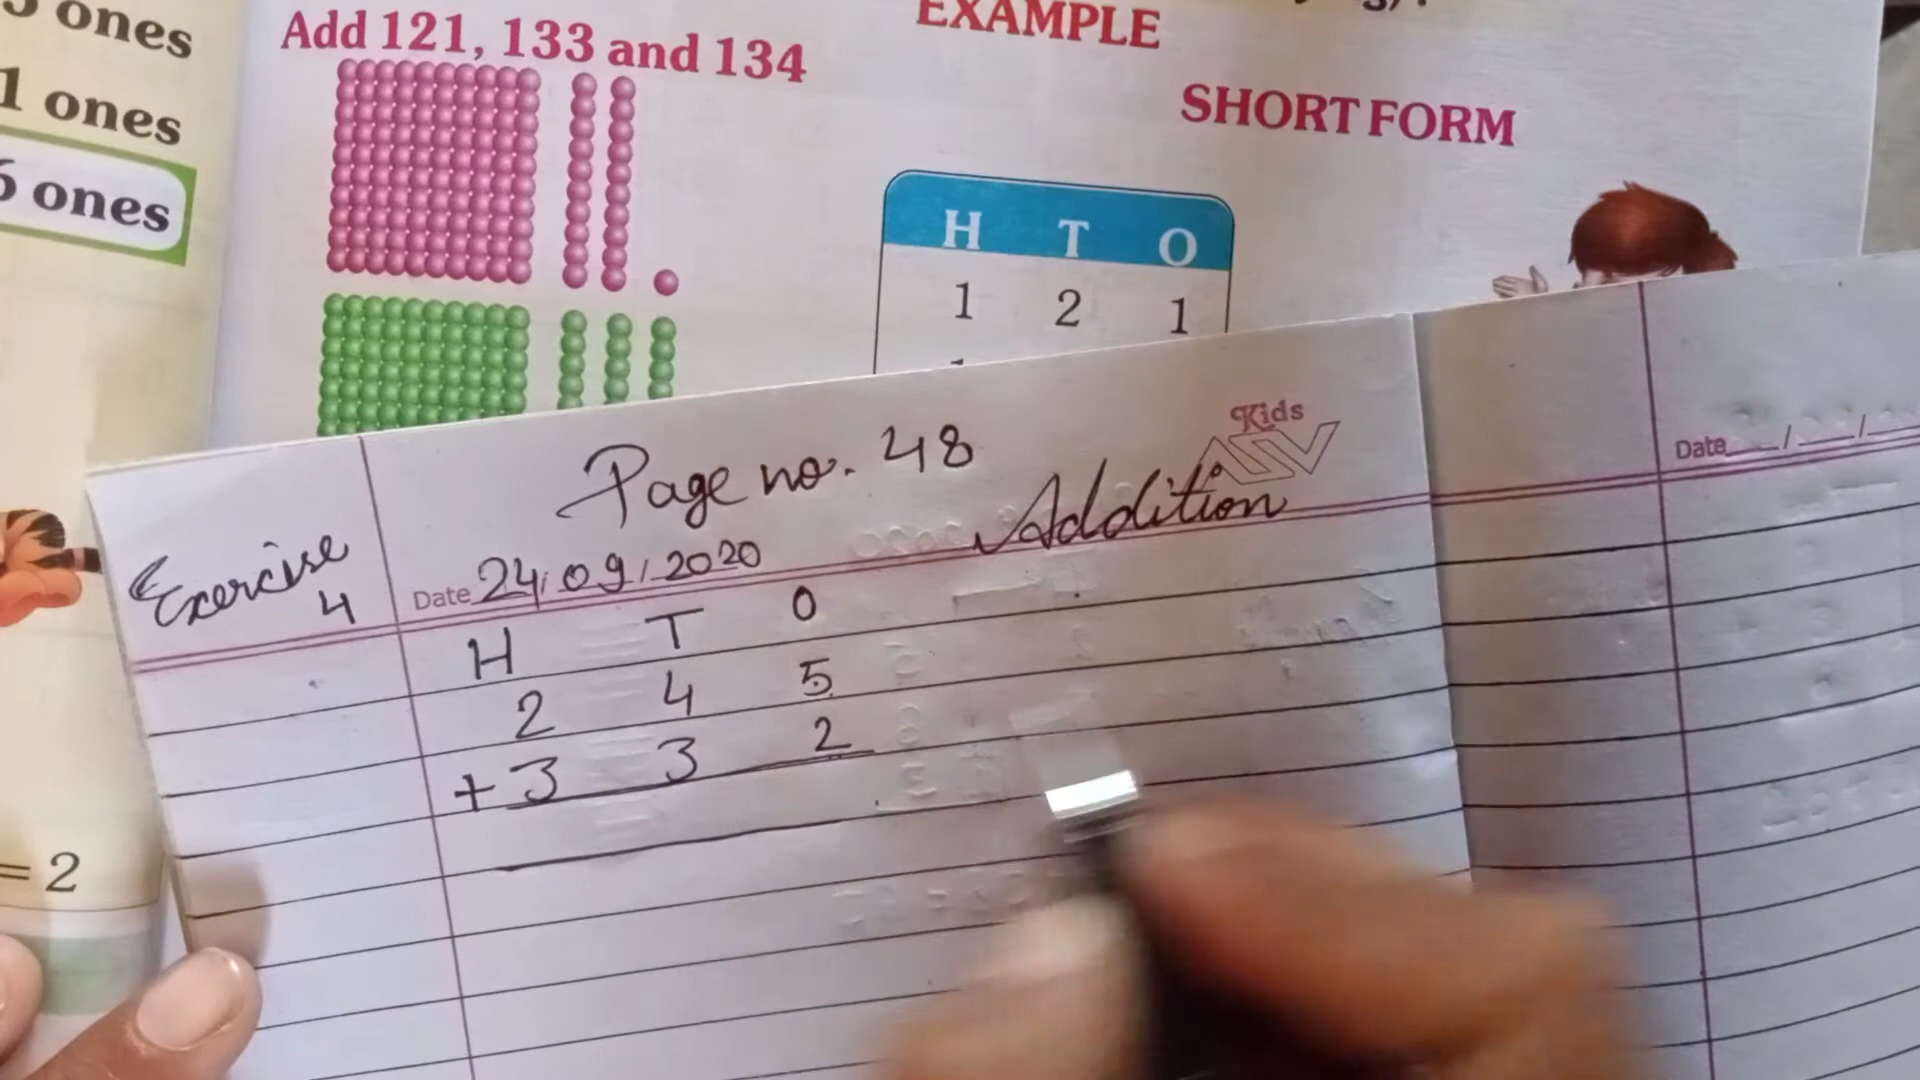 ones
1 ones
ones
= 2
Add 121, 133 and 134
EXAMPLE
SHORT FORM
H T O
1 2 1
Kids
Page no. 48
Addition
Exercise
4
Date 24/09/2020
H T O
2 4 5
+ 3 3 2
Date / /